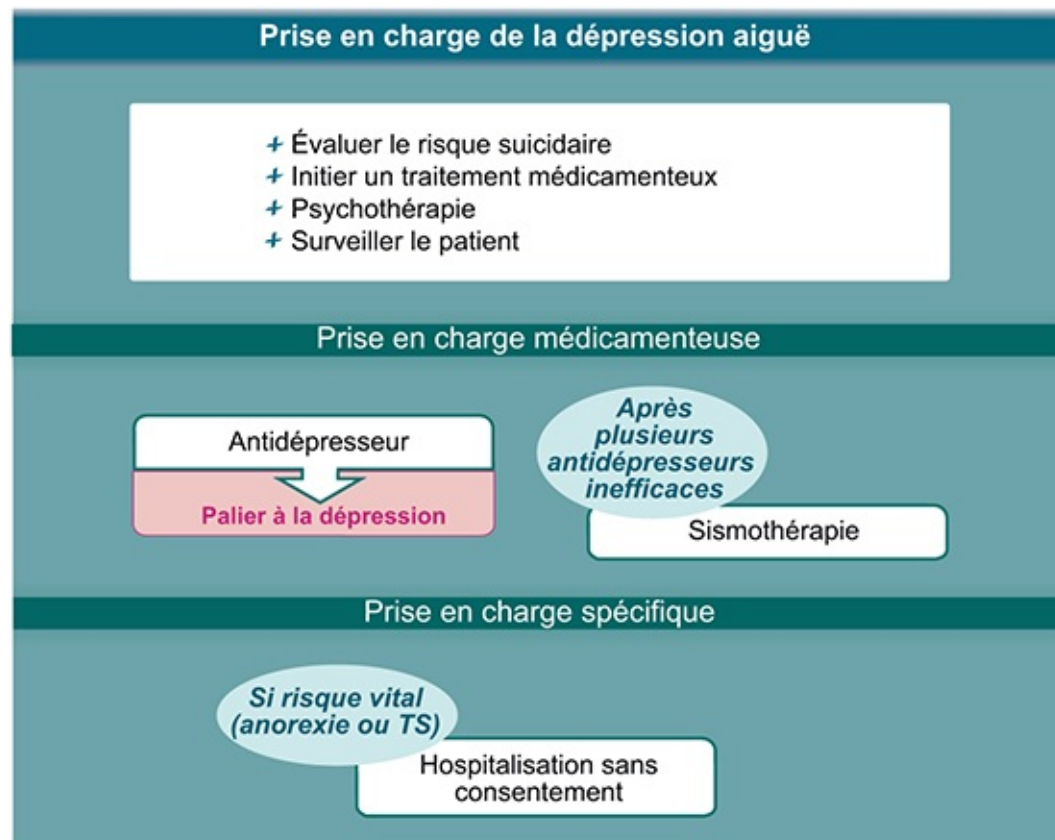 Prise en charge de la dépression aiguë
+ Évaluer le risque suicidaire
+ Initier un traitement médicamenteux
+ Psychothérapie
+ Surveiller le patient
Prise en charge médicamenteuse
Antidépresseur
Palier à la dépression
Après
plusieurs
antidépresseurs
inefficaces
Sismothérapie
Prise en charge spécifique
Si risque vital
(anorexie ou TS)
Hospitalisation sans
consentement